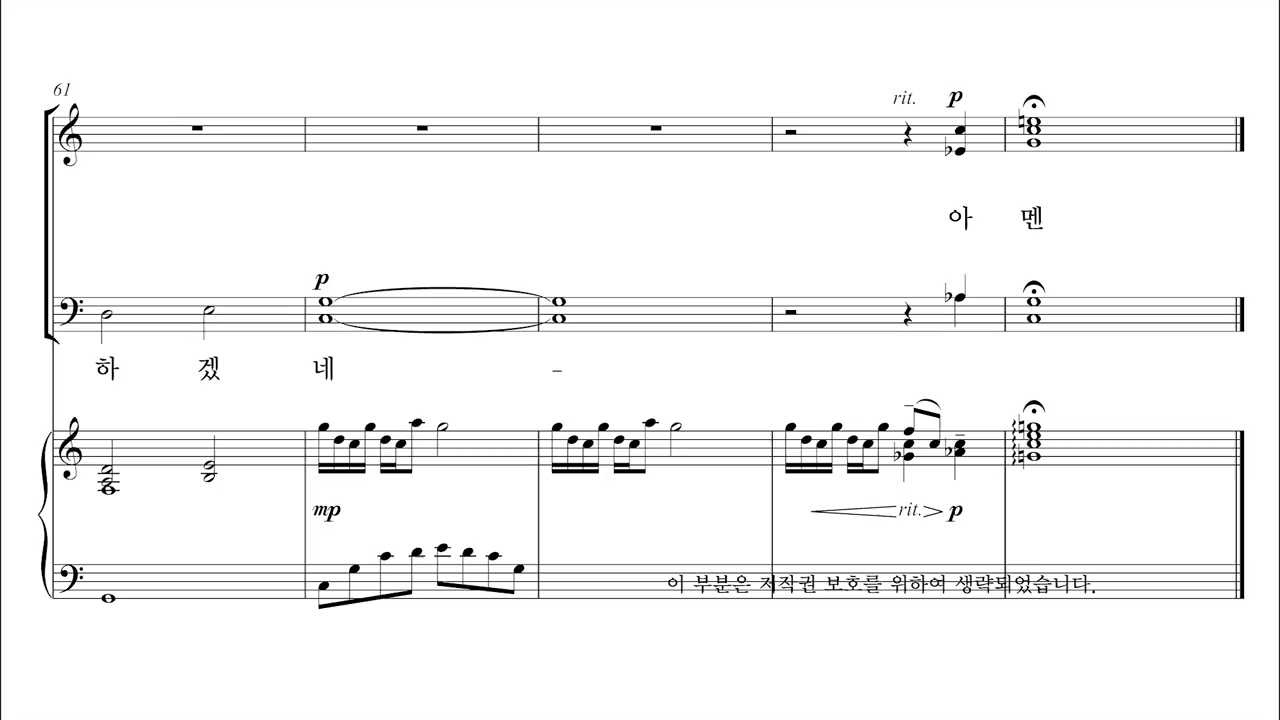 61
rit. p
아 멘
p
하 겠 네 -
mp rit. p
이 부분은 저작권 보호를 위하여 생략되었습니다.